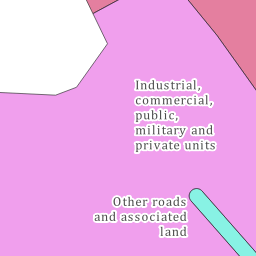 Industrial,
commercial,
public,
military and
private units
Other roads
and associated
land